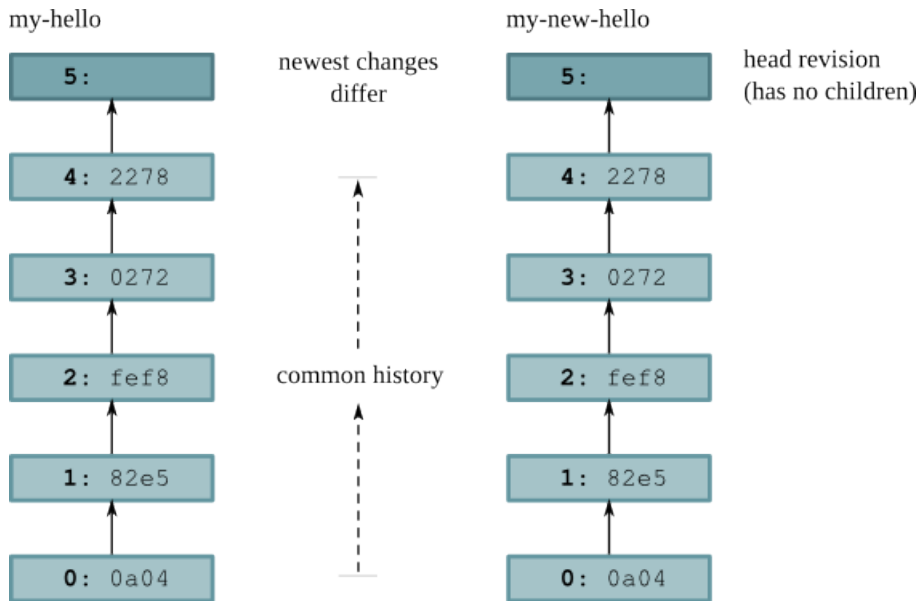 my-hello
5:
4: 2278
3: 0272
2: fef8
1: 82e5
0: 0a04
newest changes
differ
common history
my-new-hello
5:
4: 2278
3: 0272
2: fef8
1: 82e5
0: 0a04
head revision
(has no children)